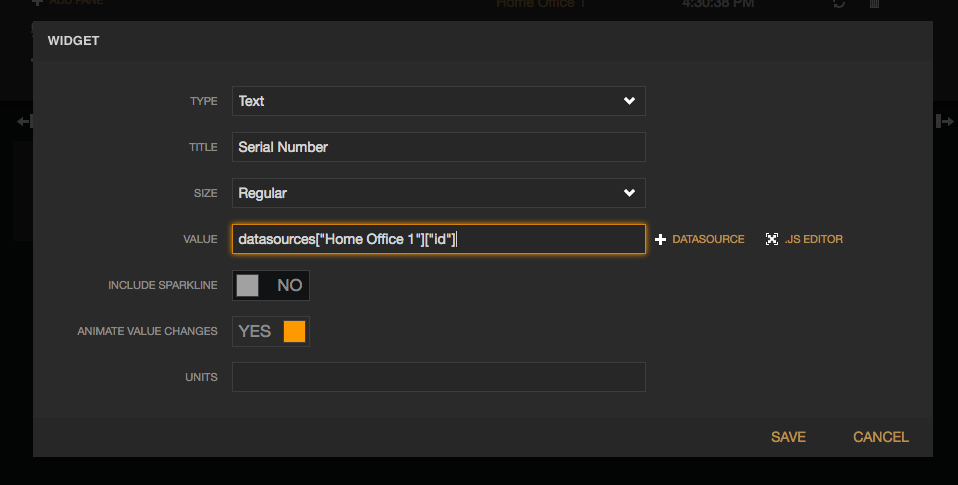 ADD PANE
Home Office 1 4:30:38 PM
WIDGET
TYPE Text
TITLE Serial Number
SIZE Regular
VALUE datasources["Home Office 1"]["id"] DATASOURCE .JS EDITOR
INCLUDE SPARKLINE NO
ANIMATE VALUE CHANGES YES
UNITS
SAVE CANCEL